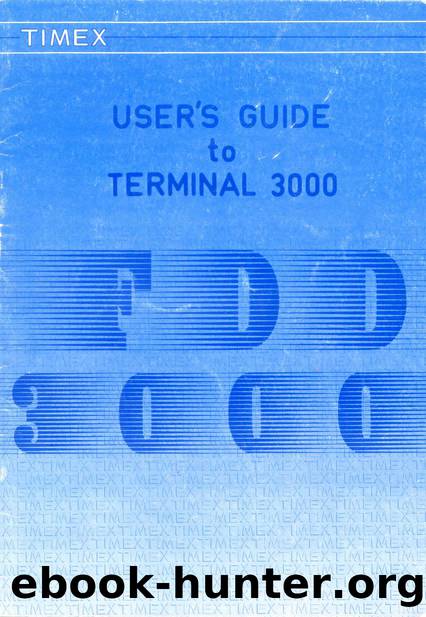 TIMEX
USER'S GUIDE
to
TERMINAL 3000
FDD
3000
ebook-hunter.org